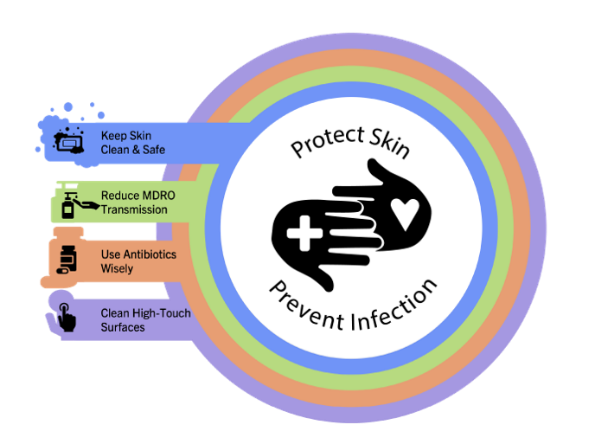 Keep Skin
Clean & Safe
Reduce MDRO
Transmission
Use Antibiotics
Wisely
Clean High-Touch
Surfaces
Protect Skin
Prevent Infection